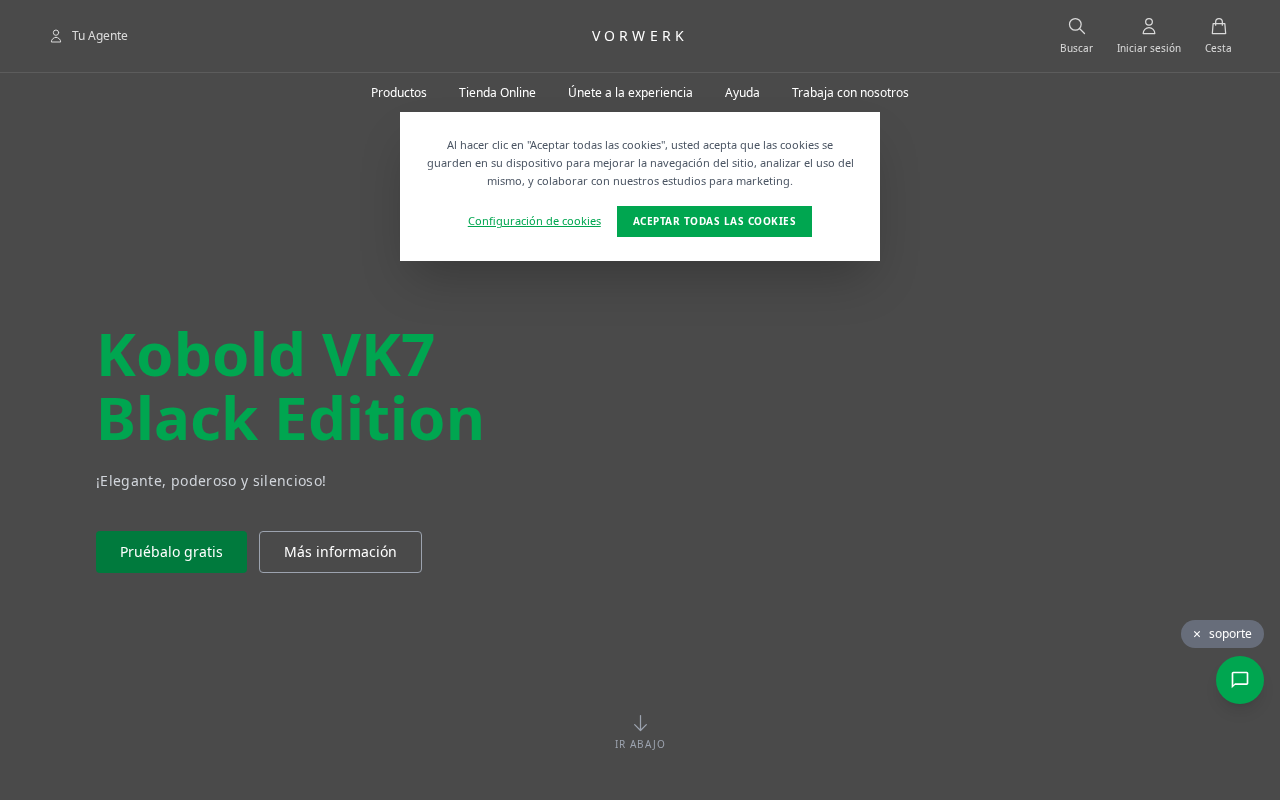 Tu Agente
VORWERK
Buscar
Iniciar sesión
Cesta
Productos
Tienda Online
Únete a la experiencia
Ayuda
Trabaja con nosotros
Al hacer clic en "Aceptar todas las cookies", usted acepta que las cookies se
guarden en su dispositivo para mejorar la navegación del sitio, analizar el uso del
mismo, y colaborar con nuestros estudios para marketing.
Configuración de cookies
ACEPTAR TODAS LAS COOKIES
Kobold VK7
Black Edition
¡Elegante, poderoso y silencioso!
Pruébalo gratis
Más información
× soporte
IR ABAJO